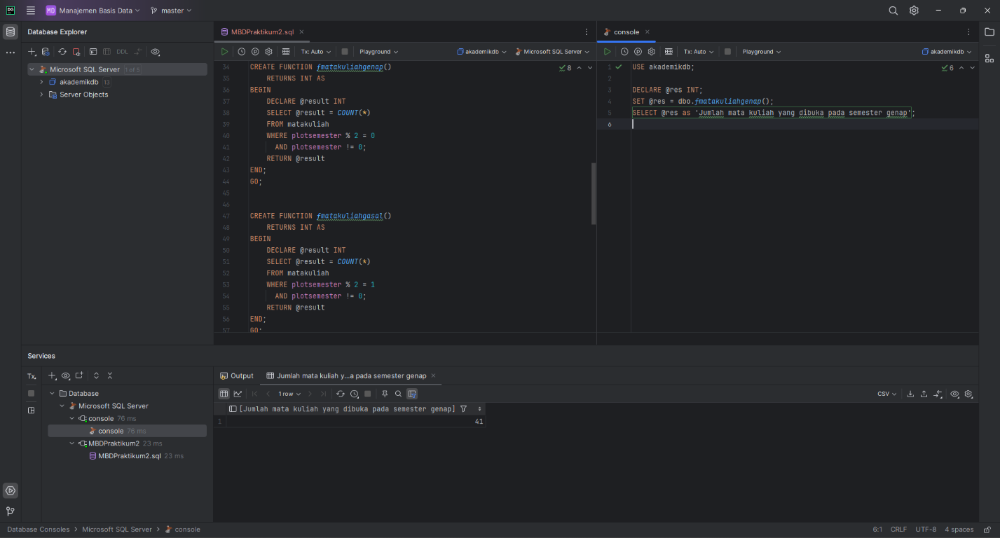 MD Manajemen Basis Data master
Database Explorer
DDL
Microsoft SQL Server 1 of 5
akademikdb 13
Server Objects
MBDPraktikum2.sql
Tx: Auto Playground akademikdb Microsoft SQL Server
8
34 CREATE FUNCTION fmatakuliahgenap()
35 RETURNS INT AS
36 BEGIN
37 DECLARE @result INT
38 SELECT @result = COUNT(*)
39 FROM matakuliah
40 WHERE plotsemester % 2 = 0
41 AND plotsemester != 0;
42 RETURN @result
43 END;
44 GO;
45
46
47 CREATE FUNCTION fmatakuliahgasal()
48 RETURNS INT AS
49 BEGIN
50 DECLARE @result INT
51 SELECT @result = COUNT(*)
52 FROM matakuliah
53 WHERE plotsemester % 2 = 1
54 AND plotsemester != 0;
55 RETURN @result
56 END;
57 GO;
console
Tx: Auto Playground akademikdb
6
1 USE akademikdb;
2
3 DECLARE @res INT;
4 SET @res = dbo.fmatakuliahgenap();
5 SELECT @res as 'Jumlah mata kuliah yang dibuka pada semester genap';
6
Services
Tx
Database
Microsoft SQL Server
console 76 ms
console 76 ms
MBDPraktikum2 23 ms
MBDPraktikum2.sql 23 ms
Output Jumlah mata kuliah y...a pada semester genap
1 row CSV
[Jumlah mata kuliah yang dibuka pada semester genap]
1 41
Database Consoles > Microsoft SQL Server > console
6:1 CRLF UTF-8 4 spaces